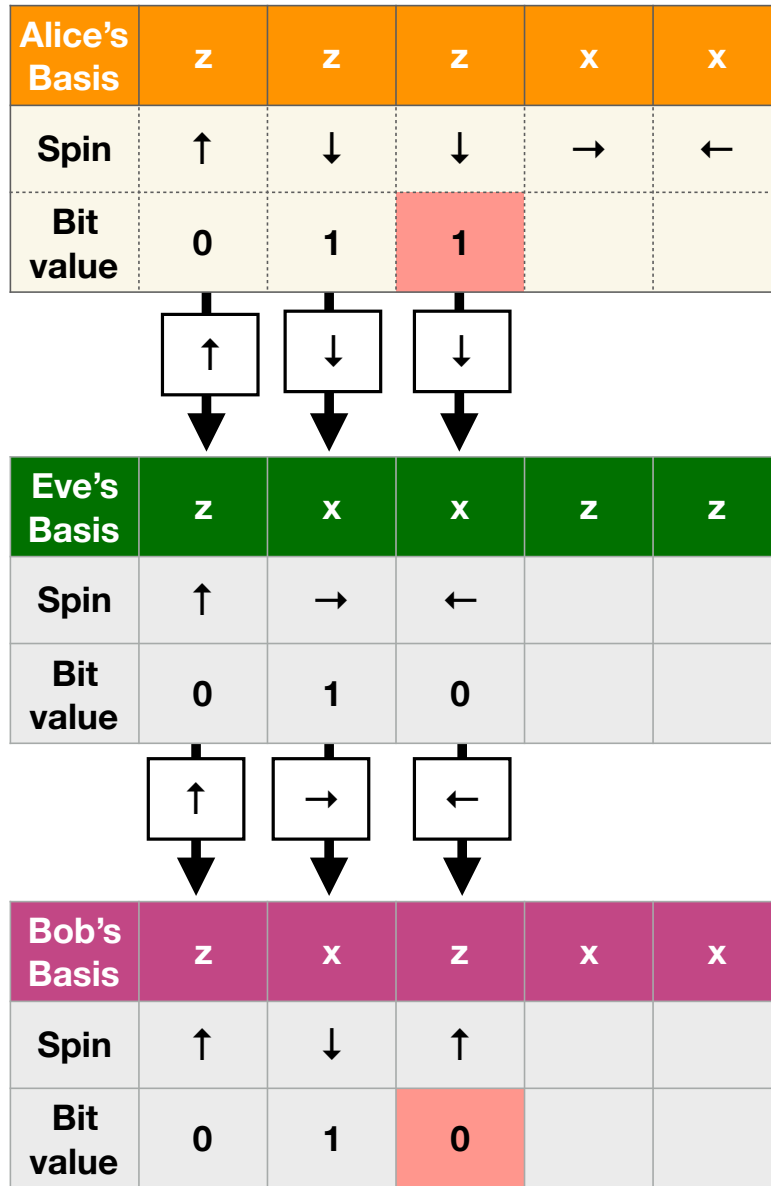 Alice's
Basis z z z x x
Spin ↑ ↓ ↓ → ←
Bit
value 0 1 1
↑ ↓ ↓
Eve's
Basis z x x z z
Spin ↑ → ←
Bit
value 0 1 0
↑ → ←
Bob's
Basis z x z x x
Spin ↑ ↓ ↑
Bit
value 0 1 0